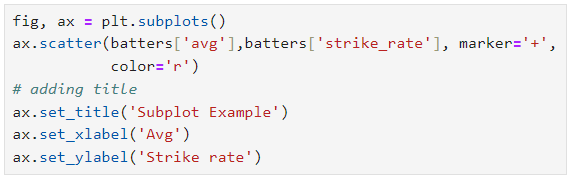 fig, ax = plt.subplots()
ax.scatter(batters['avg'],batters['strike_rate'], marker='+',
           color='r')
# adding title
ax.set_title('Subplot Example')
ax.set_xlabel('Avg')
ax.set_ylabel('Strike rate')